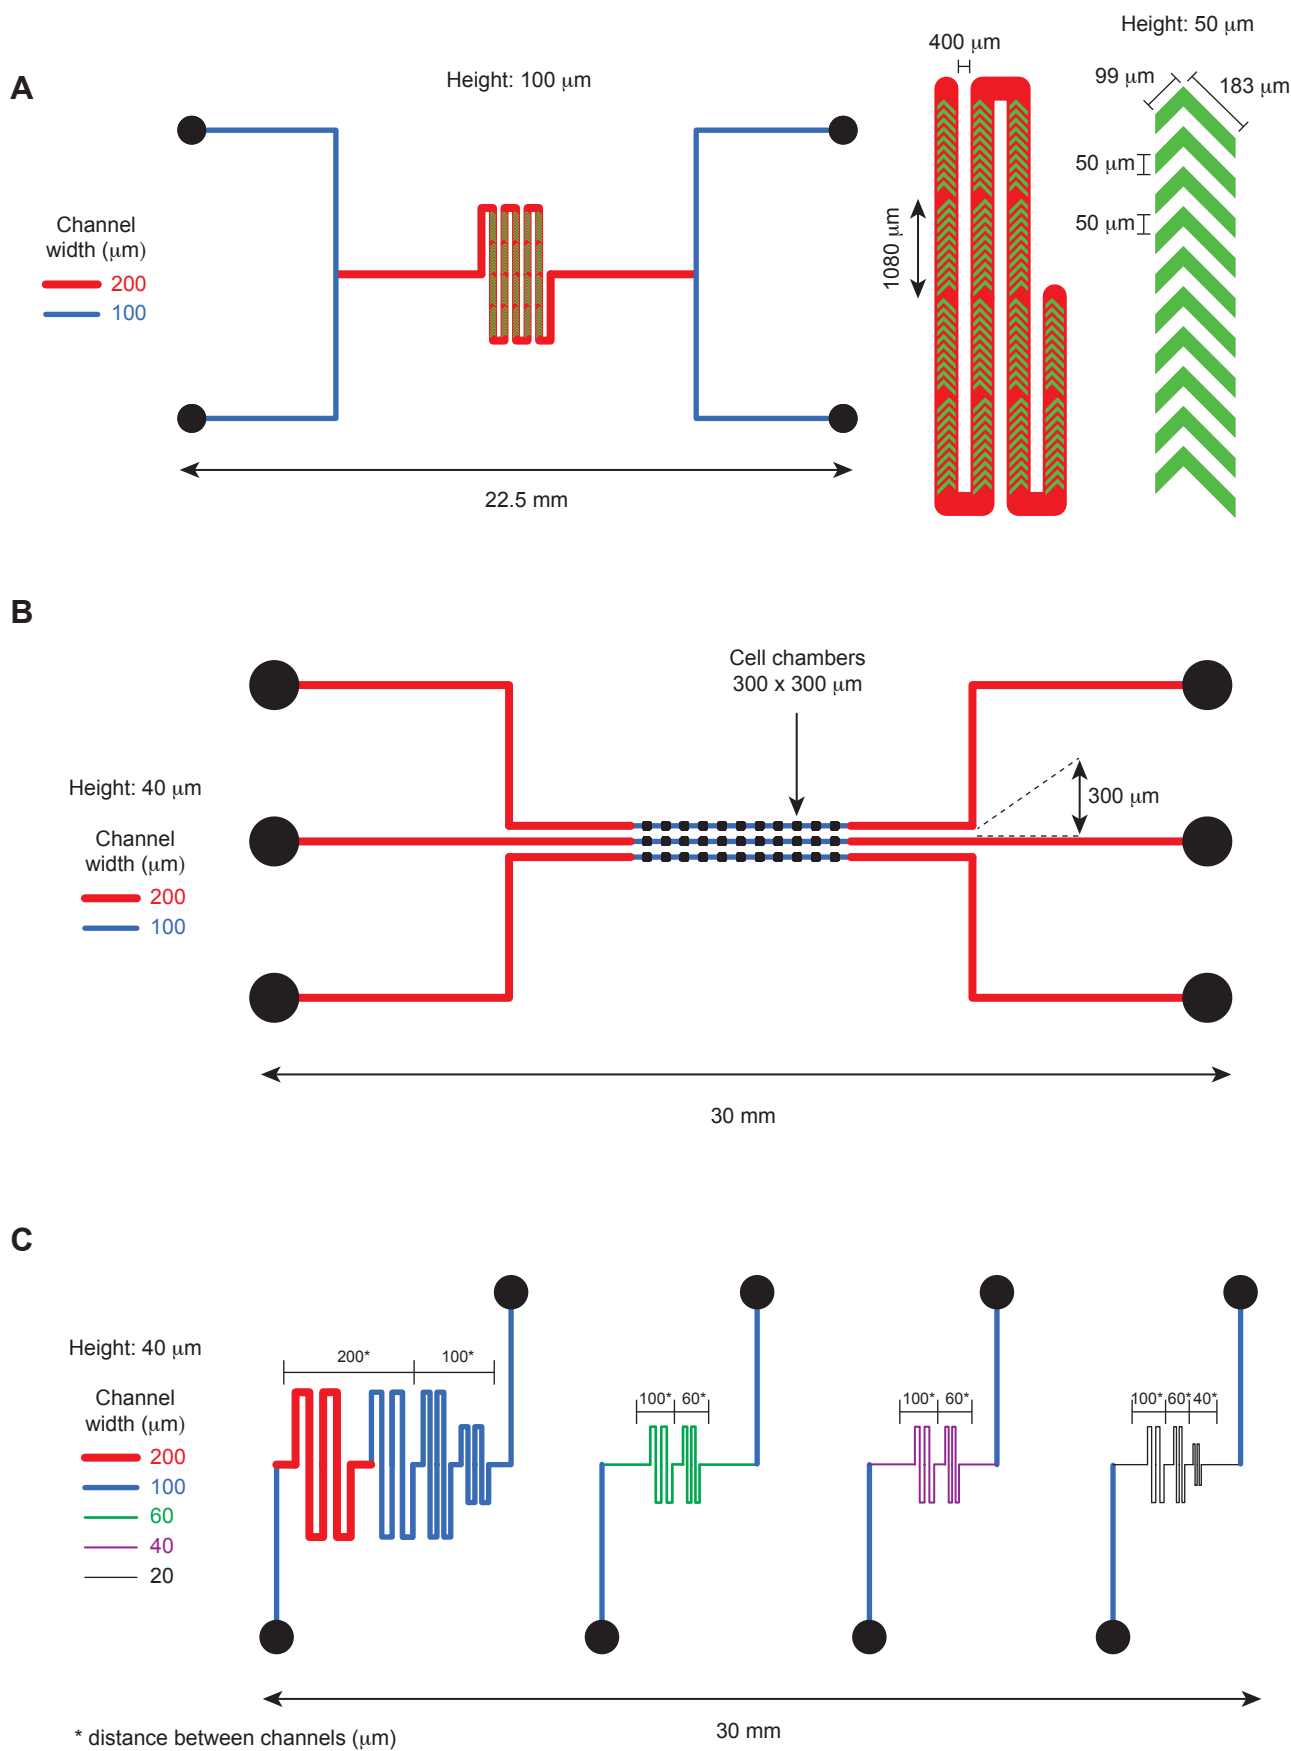 A
Height: 100 μm
Channel
width (μm)
200
100
22.5 mm
400 μm
1080 μm
Height: 50 μm
99 μm
183 μm
50 μm
50 μm
B
Cell chambers
300 x 300 μm
Height: 40 μm
Channel
width (μm)
200
100
300 μm
30 mm
C
Height: 40 μm
Channel
width (μm)
200
100
60
40
20
200*
100*
100*
60*
100*
60*
100*
60*
40*
30 mm
* distance between channels (μm)